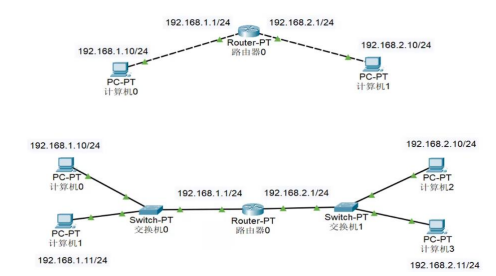 192.168.1.1/24 192.168.2.1/24
192.168.1.10/24
Router-PT
路由器0
192.168.2.10/24
PC-PT
计算机0
PC-PT
计算机1
192.168.1.10/24
192.168.2.10/24
PC-PT
计算机0
PC-PT
计算机2
192.168.1.1/24 192.168.2.1/24
Switch-PT
交换机0
Router-PT
路由器0
Switch-PT
交换机1
PC-PT
计算机1
PC-PT
计算机3
192.168.1.11/24
192.168.2.11/24